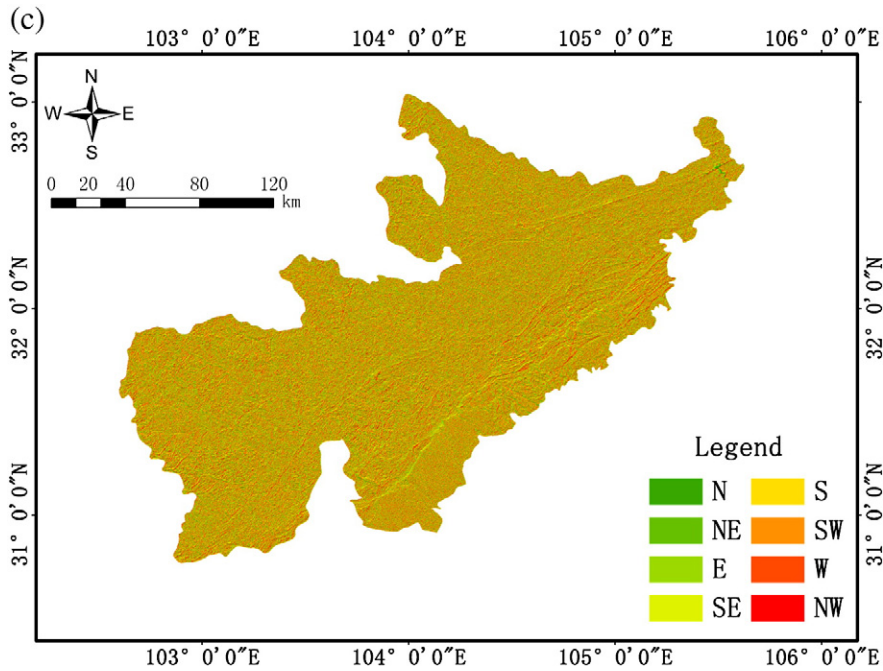 (c)
103° 0′0″E 104° 0′0″E 105° 0′0″E 106° 0′0″E
N
W E
S
0 20 40 80 120
km
33° 0′0″N
33° 0′0″N
32° 0′0″N
32° 0′0″N
31° 0′0″N
31° 0′0″N
Legend
N S
NE SW
E W
SE NW
103° 0′0″E 104° 0′0″E 105° 0′0″E 106° 0′0″E